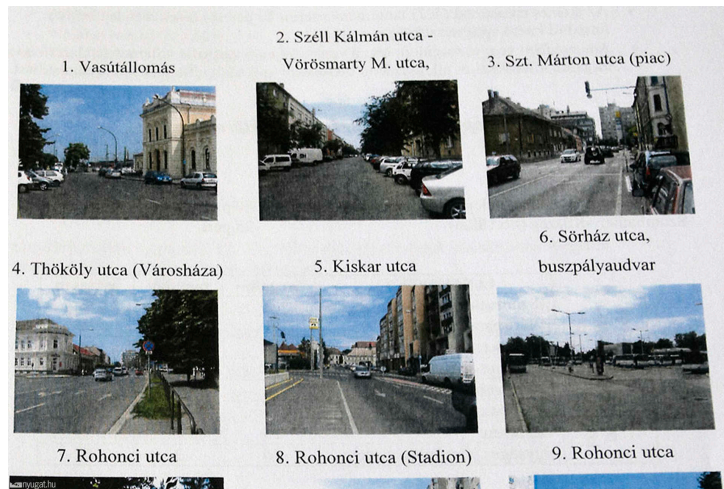 1. Vasútállomás
2. Széll Kálmán utca -
Vörösmarty M. utca,
3. Szt. Márton utca (piac)
4. Thököly utca (Városháza)
5. Kiskar utca
6. Sörház utca,
buszpályaudvar
7. Rohonci utca
8. Rohonci utca (Stadion)
9. Rohonci utca
nyugat.hu